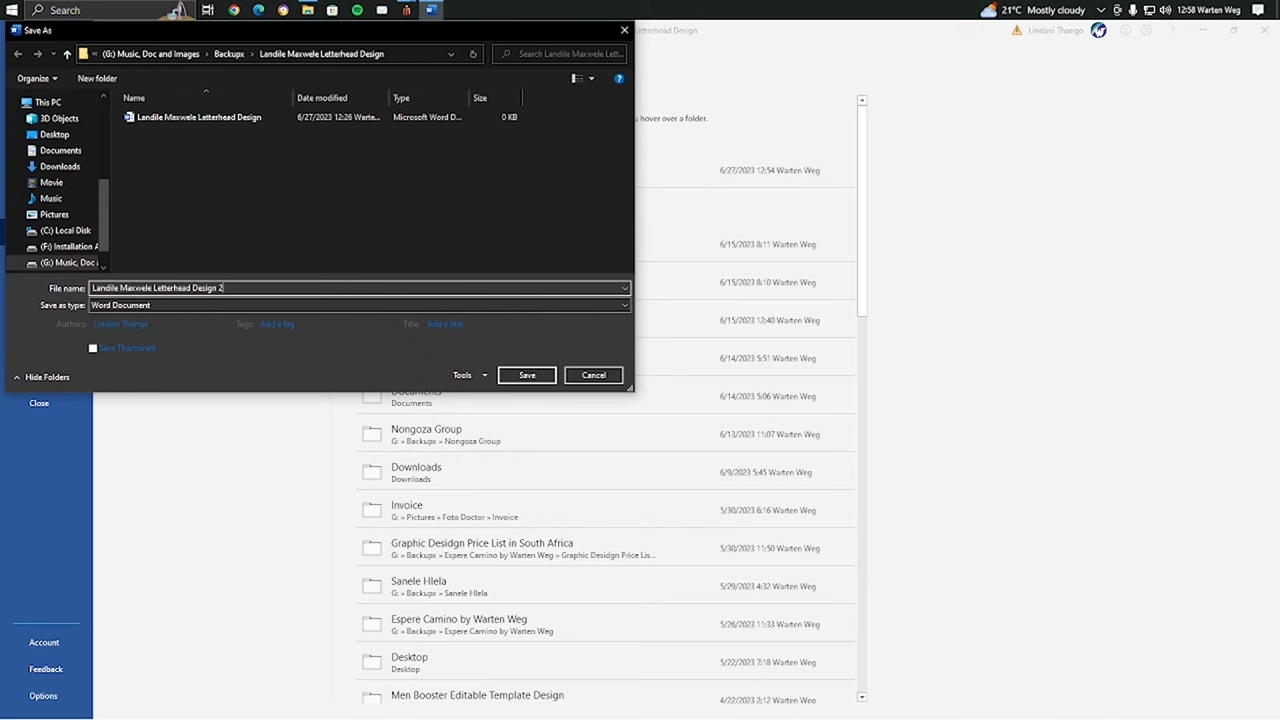 Search
21°C Mostly cloudy
12:58 Warten Weg
Save As
Letterhead Design
Lindani Thango
« (G:) Music, Doc and Images › Backupx › Landile Maxwele Letterhead Design
Search Landile Maxwele Lett...
Organize
New folder
Name
Date modified
Type
Size
This PC
Landile Maxwele Letterhead Design
6/27/2023 12:26 Warte...
Microsoft Word D...
0 KB
u hover over a folder.
3D Objects
Desktop
Documents
Downloads
6/27/2023 12:54 Warten Weg
Movie
Music
Pictures
(C:) Local Disk
(F:) Installation A
6/15/2023 8:11 Warten Weg
(G:) Music, Doc a
File name: Landile Maxwele Letterhead Design 2
6/15/2023 8:10 Warten Weg
Save as type: Word Document
Authors: Lindani Thango
Tags: Add a tag
Title: Add a title
6/15/2023 12:40 Warten Weg
Save Thumbnail
6/14/2023 5:51 Warten Weg
Hide Folders
Tools
Save
Cancel
Close
Documents
Documents
6/14/2023 5:06 Warten Weg
Nongoza Group
G: » Backupx » Nongoza Group
6/13/2023 11:07 Warten Weg
Downloads
Downloads
6/9/2023 5:45 Warten Weg
Invoice
G: » Pictures » Foto Doctor » Invoice
5/30/2023 6:16 Warten Weg
Graphic Desidgn Price List in South Africa
G: » Backupx » Espere Camino by Warten Weg » Graphic Desidgn Price Lis...
5/30/2023 11:50 Warten Weg
Sanele Hlela
G: » Backupx » Sanele Hlela
5/29/2023 4:32 Warten Weg
Espere Camino by Warten Weg
G: » Backupx » Espere Camino by Warten Weg
5/26/2023 11:33 Warten Weg
Account
Desktop
Desktop
5/22/2023 7:18 Warten Weg
Feedback
Options
Men Booster Editable Template Design
4/22/2023 2:12 Warten Weg